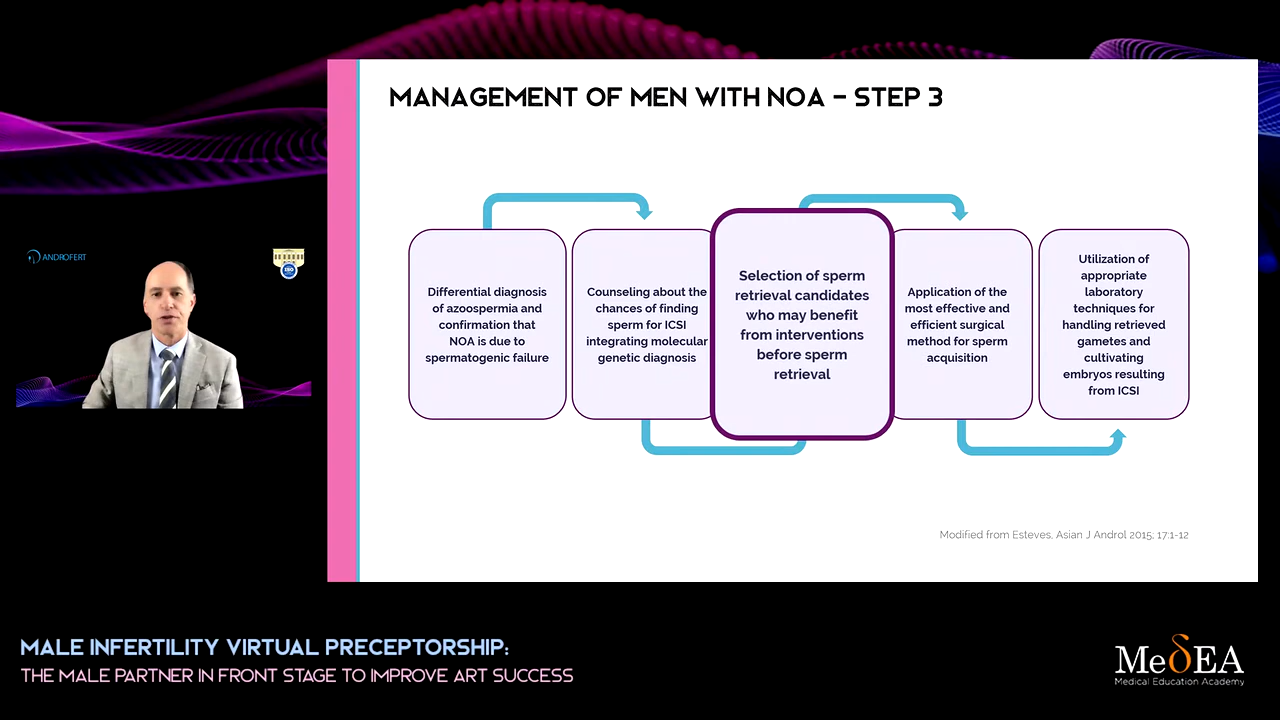 MANAGEMENT OF MEN WITH NOA – STEP 3
ANDROFERT
ISO
Differential diagnosis
of azoospermia and
confirmation that
NOA is due to
spermatogenic failure
Counseling about the
chances of finding
sperm for ICSI
integrating molecular
genetic diagnosis
Selection of sperm
retrieval candidates
who may benefit
from interventions
before sperm
retrieval
Application of the
most effective and
efficient surgical
method for sperm
acquisition
Utilization of
appropriate
laboratory
techniques for
handling retrieved
gametes and
cultivating
embryos resulting
from ICSI
Modified from Esteves, Asian J Androl 2015; 17:1-12
MALE INFERTILITY VIRTUAL PRECEPTORSHIP:
THE MALE PARTNER IN FRONT STAGE TO IMPROVE ART SUCCESS
MeδEA
Medical Education Academy